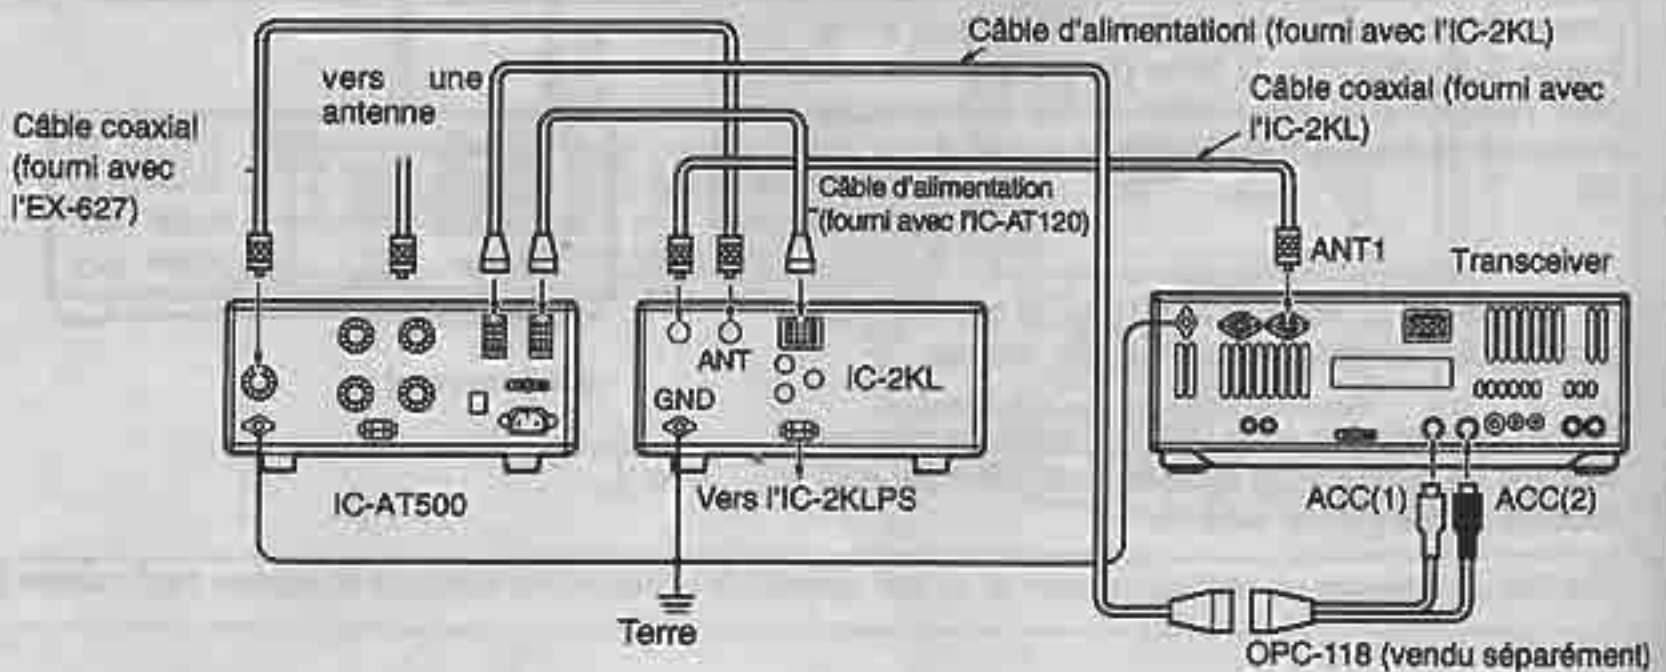 Câble d'alimentationl (fourni avec l'IC-2KL)
vers une
antenne
Câble coaxial
(fourni avec
l'EX-627)
Câble coaxial (fourni avec
l'IC-2KL)
Câble d'alimentation
(fourni avec l'IC-AT120)
ANT1
Transceiver
ANT
IC-2KL
GND
IC-AT500
Vers l'IC-2KLPS
ACC(1)
ACC(2)
Terre
OPC-118 (vendu séparément)